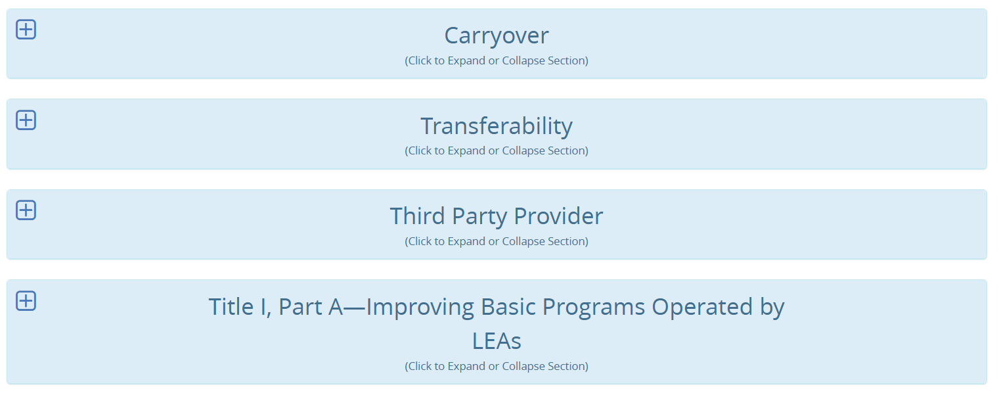 Carryover
(Click to Expand or Collapse Section)
Transferability
(Click to Expand or Collapse Section)
Third Party Provider
(Click to Expand or Collapse Section)
Title I, Part A—Improving Basic Programs Operated by
LEAs
(Click to Expand or Collapse Section)